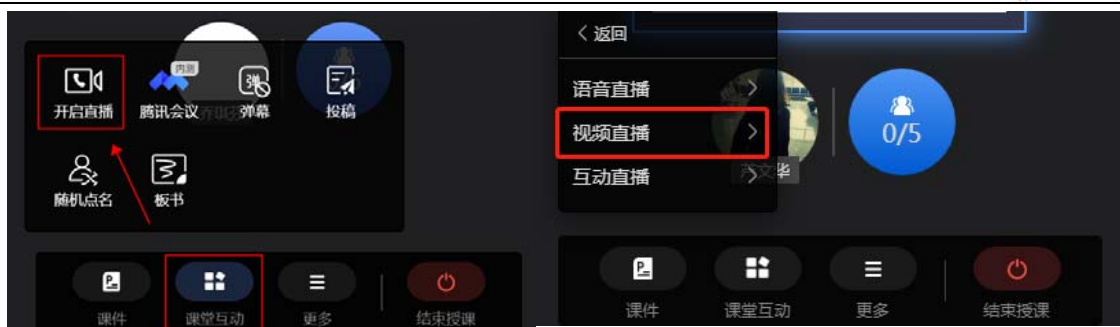 内测
开启直播
腾讯会议
弹幕
投稿
随机点名
板书
课件
课堂互动
更多
结束授课
返回
语音直播
视频直播
互动直播
0/5
课件
课堂互动
更多
结束授课